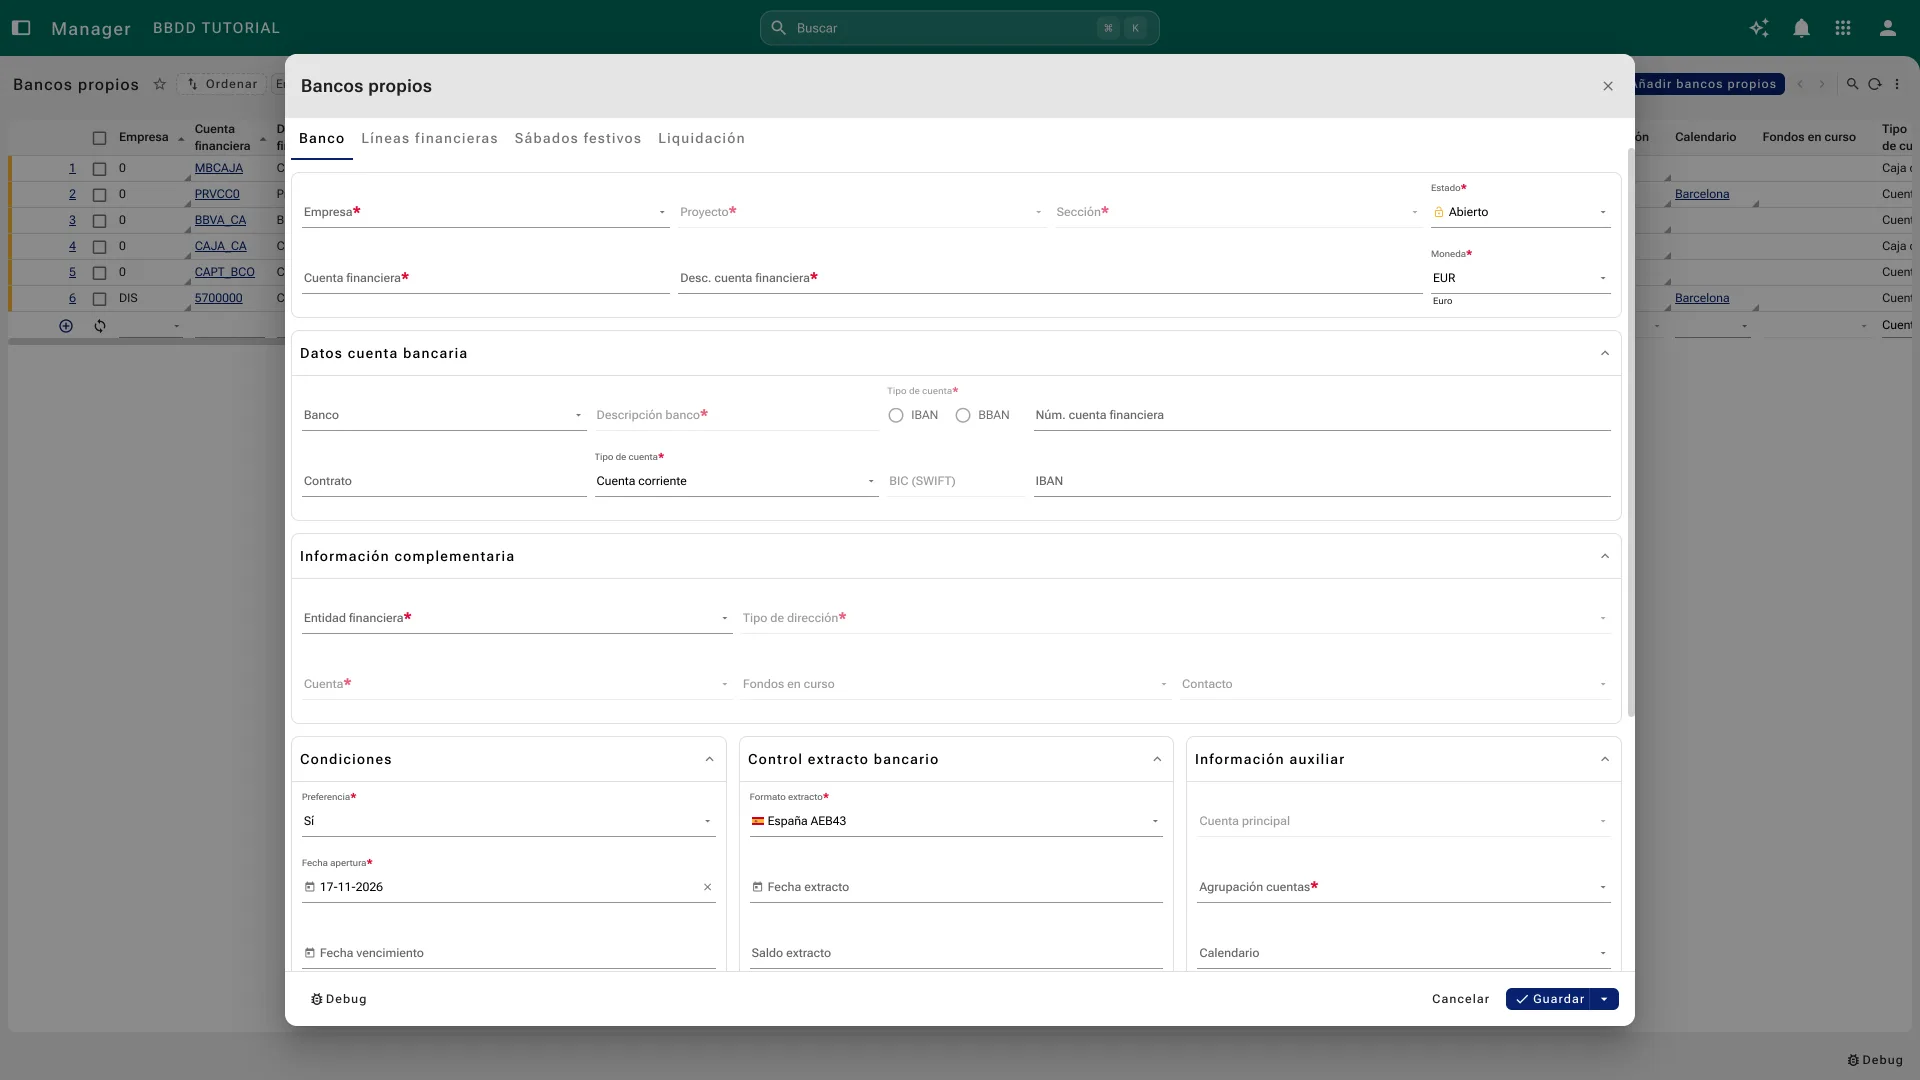 Manager BBDD TUTORIAL
Buscar ⌘ K
Bancos propios Ordenar
Añadir bancos propios
Bancos propios
Banco Líneas financieras Sábados festivos Liquidación
Empresa Cuenta financiera
Calendario Fondos en curso Tipo de cu
1 0 MBCAJA Caja
2 0 PRVCC0 Barcelona Cuent
3 0 BBVA_CA Cuent
4 0 CAJA_CA Caja
5 0 CAPT_BCO Cuent
6 DIS 5700000 Barcelona Cuent
Cuent
Estado*
Empresa* Proyecto* Sección* Abierto
Moneda*
Cuenta financiera* Desc. cuenta financiera* EUR
Euro
Datos cuenta bancaria
Tipo de cuenta*
Banco Descripción banco* IBAN BBAN Núm. cuenta financiera
Tipo de cuenta*
Contrato Cuenta corriente BIC (SWIFT) IBAN
Información complementaria
Entidad financiera* Tipo de dirección*
Cuenta* Fondos en curso Contacto
Condiciones Control extracto bancario Información auxiliar
Preferencia* Formato extracto*
Sí España AEB43 Cuenta principal
Fecha apertura*
17-11-2026 Fecha extracto Agrupación cuentas*
Fecha vencimiento Saldo extracto Calendario
Debug Cancelar Guardar
Debug